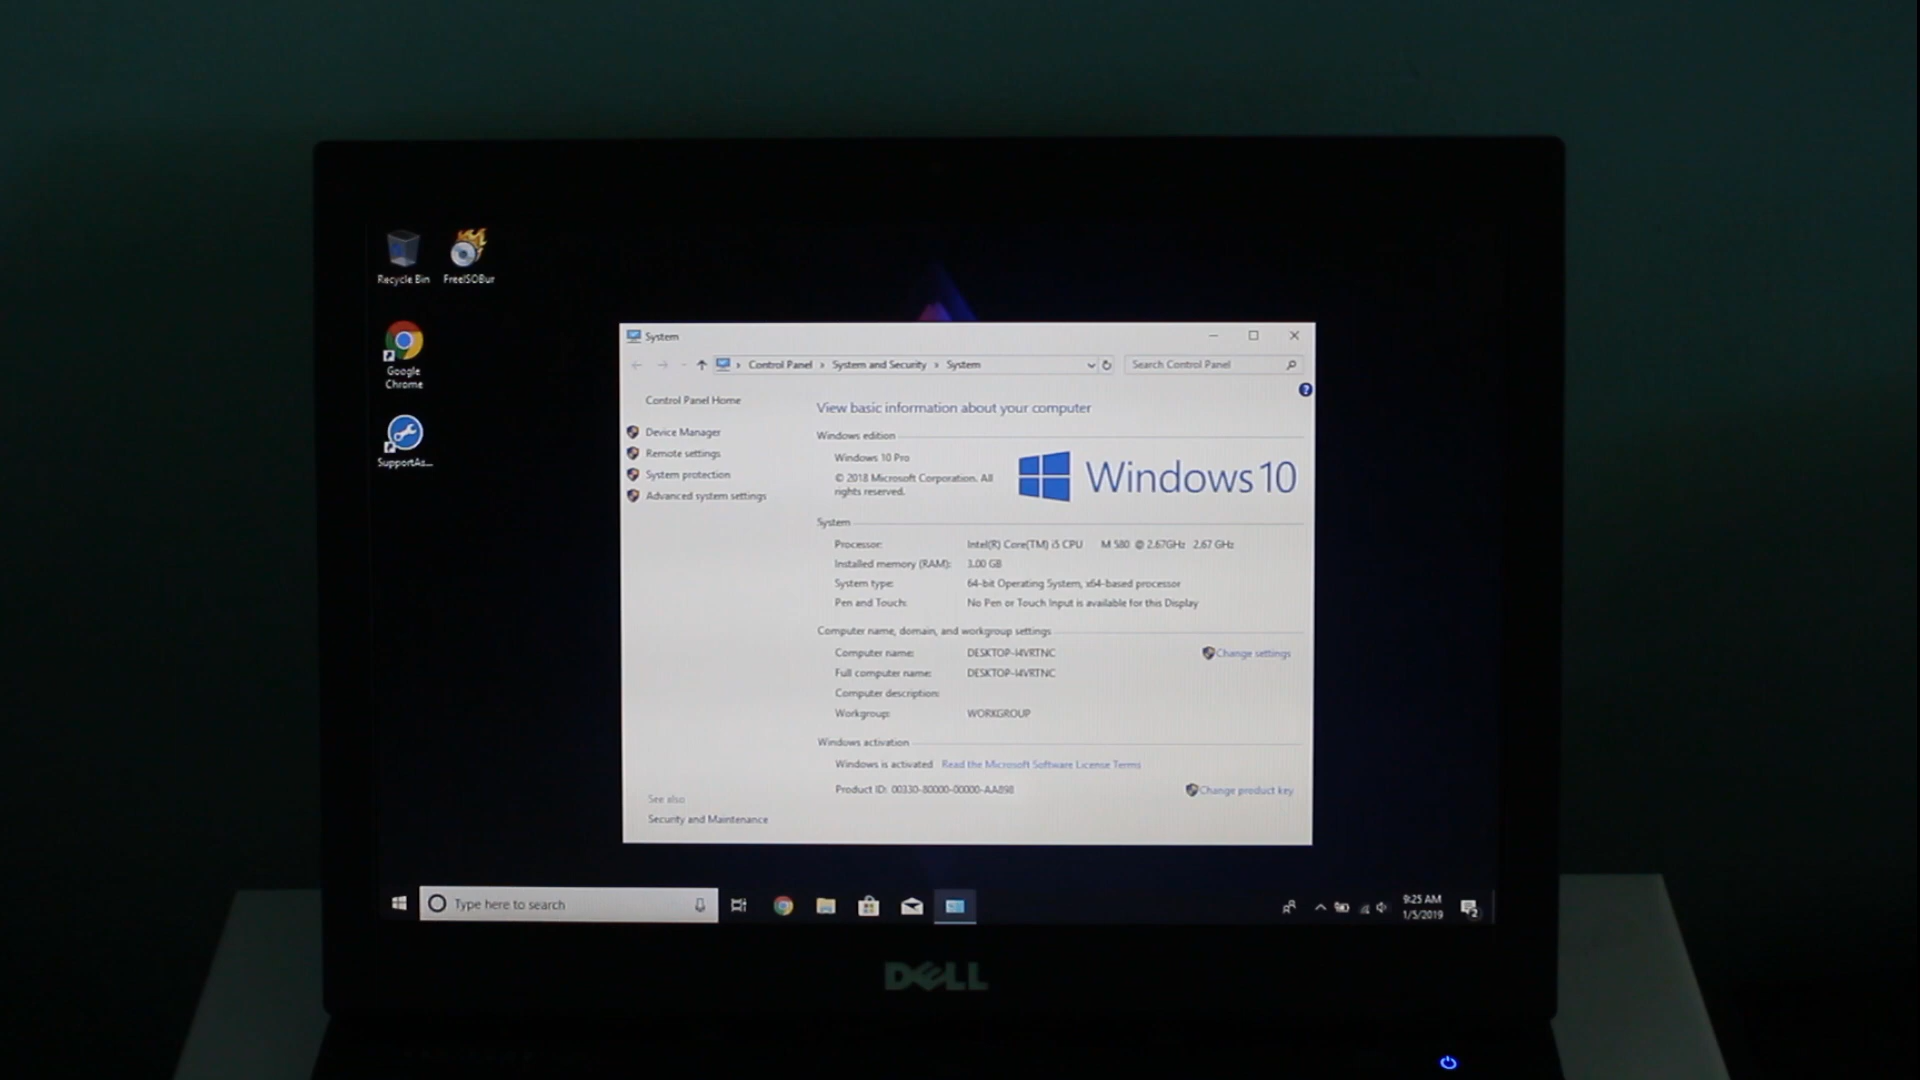 Recycle Bin
FreeISOBur
Google
Chrome
SupportAs...
System
Control Panel › System and Security › System
Search Control Panel
Control Panel Home
Device Manager
Remote settings
System protection
Advanced system settings
See also
Security and Maintenance
View basic information about your computer
Windows edition
Windows 10 Pro
© 2018 Microsoft Corporation. All
rights reserved.
Windows 10
System
Processor: Intel(R) Core(TM) i5 CPU M 580 @ 2.67GHz 2.67 GHz
Installed memory (RAM): 3.00 GB
System type: 64-bit Operating System, x64-based processor
Pen and Touch: No Pen or Touch Input is available for this Display
Computer name, domain, and workgroup settings
Computer name: DESKTOP-I4VRTNC
Change settings
Full computer name: DESKTOP-I4VRTNC
Computer description:
Workgroup: WORKGROUP
Windows activation
Windows is activated Read the Microsoft Software License Terms
Product ID: 00330-80000-00000-AA898
Change product key
Type here to search
9:25 AM
1/5/2019
2
DELL